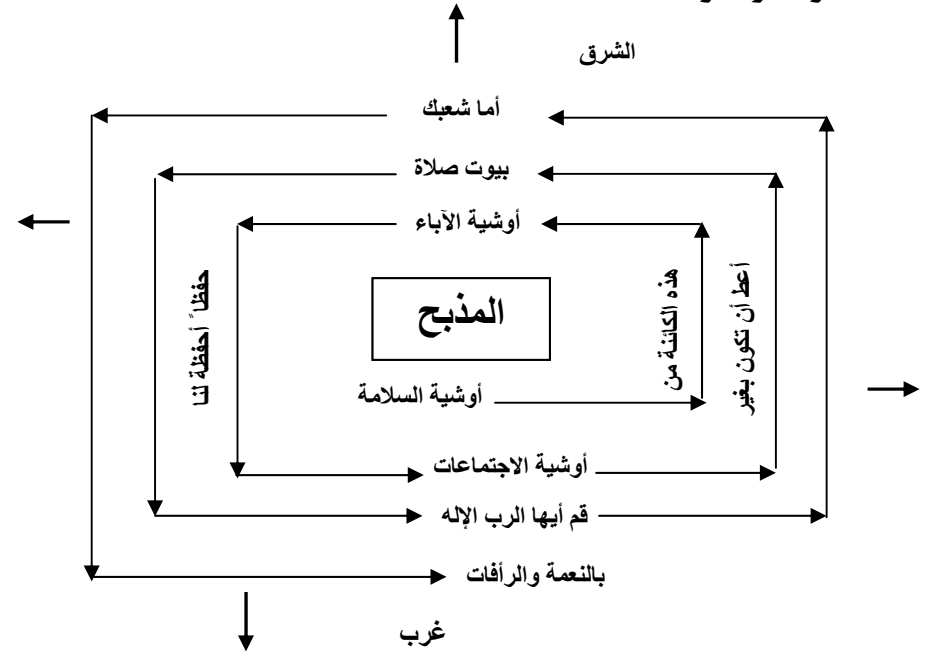 الشرق
أما شعبك
بيوت صلاة
أوشية الآباء
حفظا ً أحفظة لنا
المذبح
هذه الكائنة من
أعط أن تكون بغير
أوشية السلامة
أوشية الاجتماعات
قم أيها الرب الإله
بالنعمة والرأفات
غرب